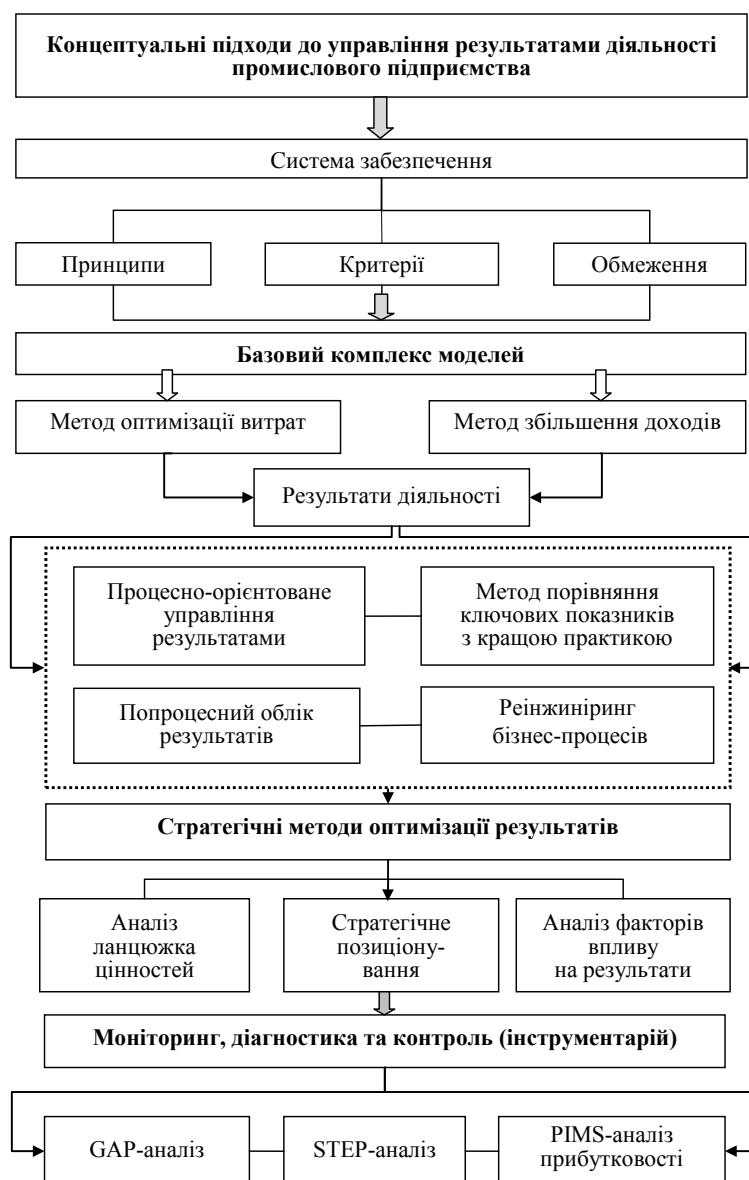 Концептуальні підходи до управління результатами діяльності
промислового підприємства
Система забезпечення
Принципи
Критерії
Обмеження
Базовий комплекс моделей
Метод оптимізації витрат
Метод збільшення доходів
Результати діяльності
Процесно-орієнтоване
управління
результатами
Метод порівняння
ключових показників
з кращою практикою
Попроцесний облік
результатів
Реінжиніринг
бізнес-процесів
Стратегічні методи оптимізації результатів
Аналіз
ланцюжка
цінностей
Стратегічне
позиціону-
вання
Аналіз факторів
впливу
на результати
Моніторинг, діагностика та контроль (інструментарій)
GAP-аналіз
STEP-аналіз
PIMS-аналіз
прибутковості